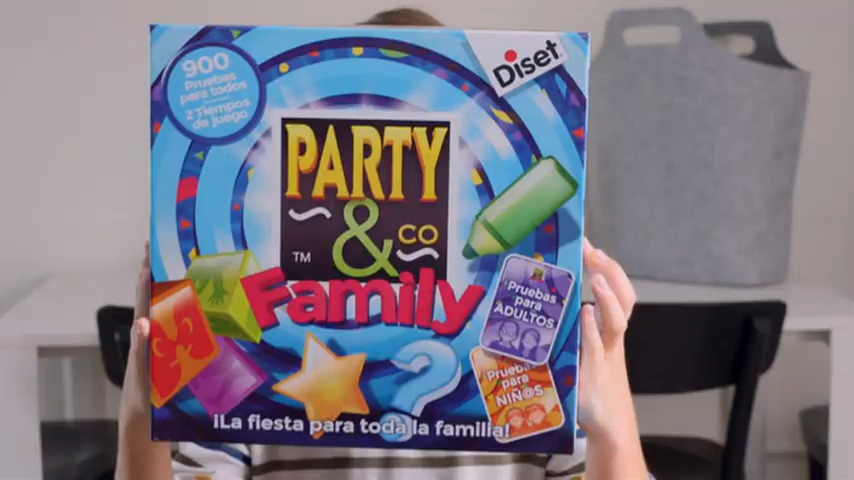 900
Pruebas
para todos
2 Tiempos
de juego
Diset
PARTY
& CO
TM
Family
Pruebas
para
ADULTOS
Pruebas
para
NIÑ@S
¡La fiesta para toda la familia!